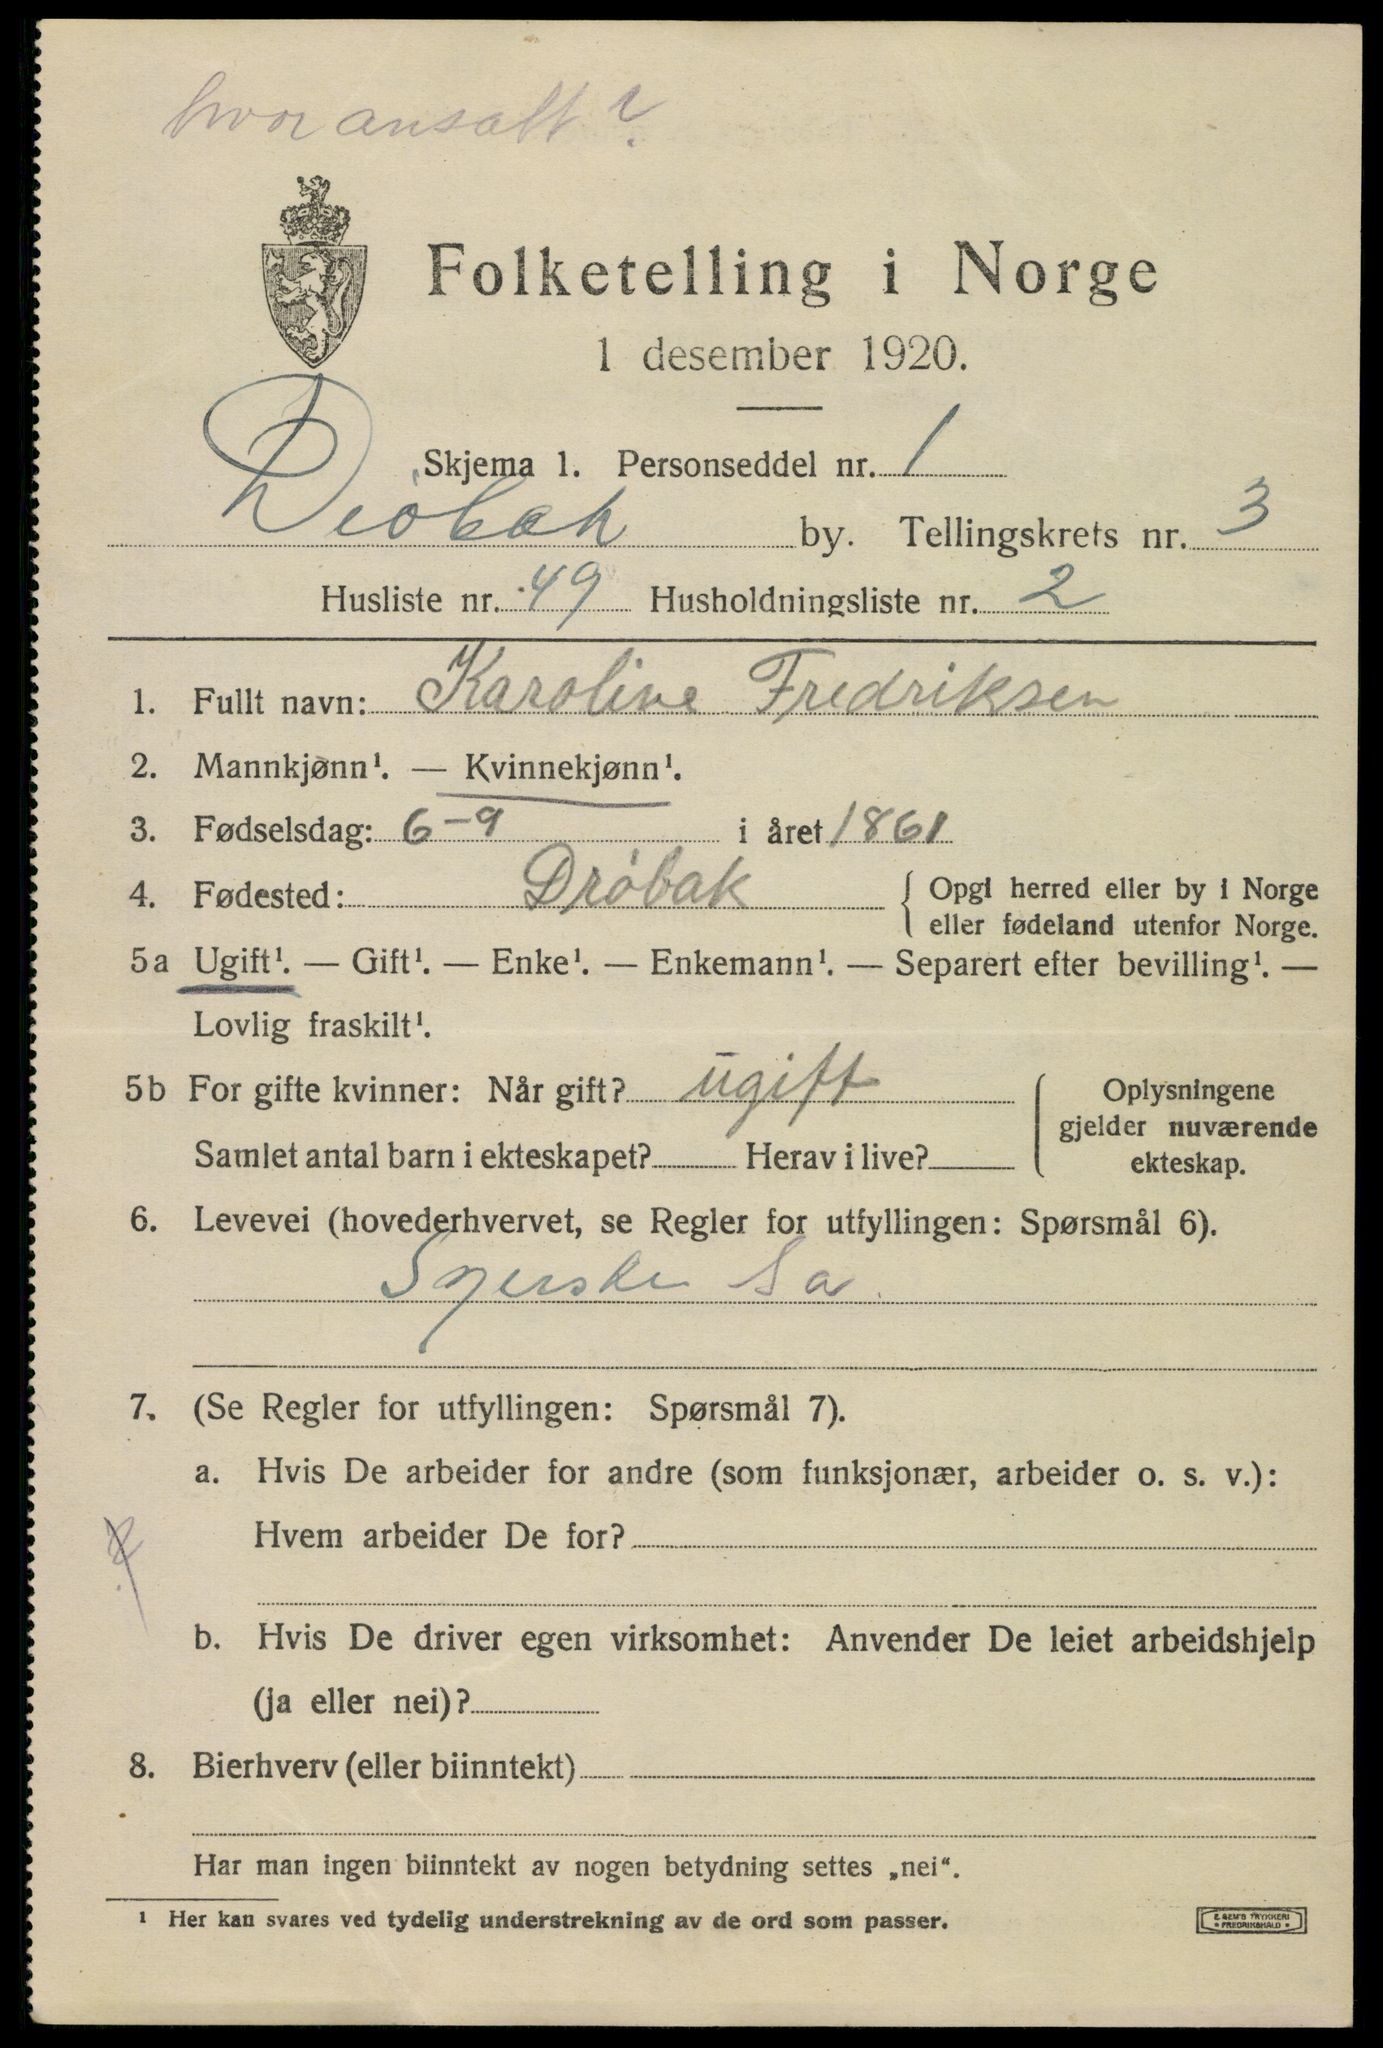 hvor ansatt?
Folketelling i Norge
1 desember 1920.
Skjema 1. Personseddel nr. 1
Drøbak by. Tellingskrets nr. 3
Husliste nr. 49 Husholdningsliste nr. 2
1. Fullt navn: Karoline Fredriksen
2. Mannkjønn¹. — Kvinnekjønn¹.
3. Fødselsdag: 6-9 i året 1861
4. Fødested: Drøbak { Opgi herred eller by i Norge
eller fødeland utenfor Norge.
5a Ugift¹. — Gift¹. — Enke¹. — Enkemann¹. — Separert efter bevilling¹. —
Lovlig fraskilt¹.
5b For gifte kvinner: Når gift? ugift
Samlet antal barn i ekteskapet? Herav i live?
Oplysningene
gjelder nuværende
ekteskap.
6. Levevei (hovederhvervet, se Regler for utfyllingen: Spørsmål 6).
Syerske Sa
7. (Se Regler for utfyllingen: Spørsmål 7).
a. Hvis De arbeider for andre (som funksjonær, arbeider o. s. v.):
Hvem arbeider De for?
b. Hvis De driver egen virksomhet: Anvender De leiet arbeidshjelp
(ja eller nei)?
8. Bierhverv (eller biinntekt)
Har man ingen biinntekt av nogen betydning settes „nei“.
¹ Her kan svares ved tydelig understrekning av de ord som passer.
E. SEM'S TRYKKERI
FREDRIKSHALD